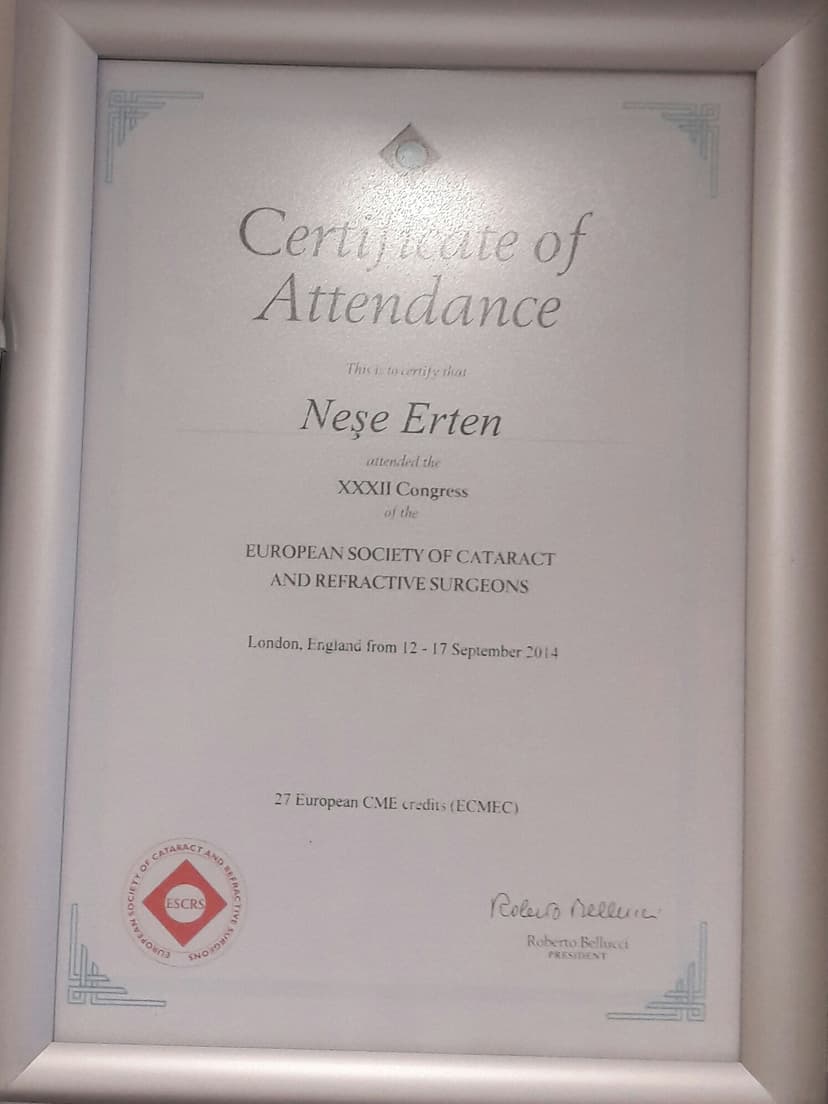 Certificate of
Attendance
This is to certify that
Neşe Erten
attended the
XXXII Congress
of the
EUROPEAN SOCIETY OF CATARACT
AND REFRACTIVE SURGEONS
London, England from 12 - 17 September 2014
27 European CME credits (ECMEC)
EUROPEAN SOCIETY OF CATARACT AND REFRACTIVE SURGEONS
ESCRS
Roberto Bellucci
Roberto Bellucci
PRESIDENT